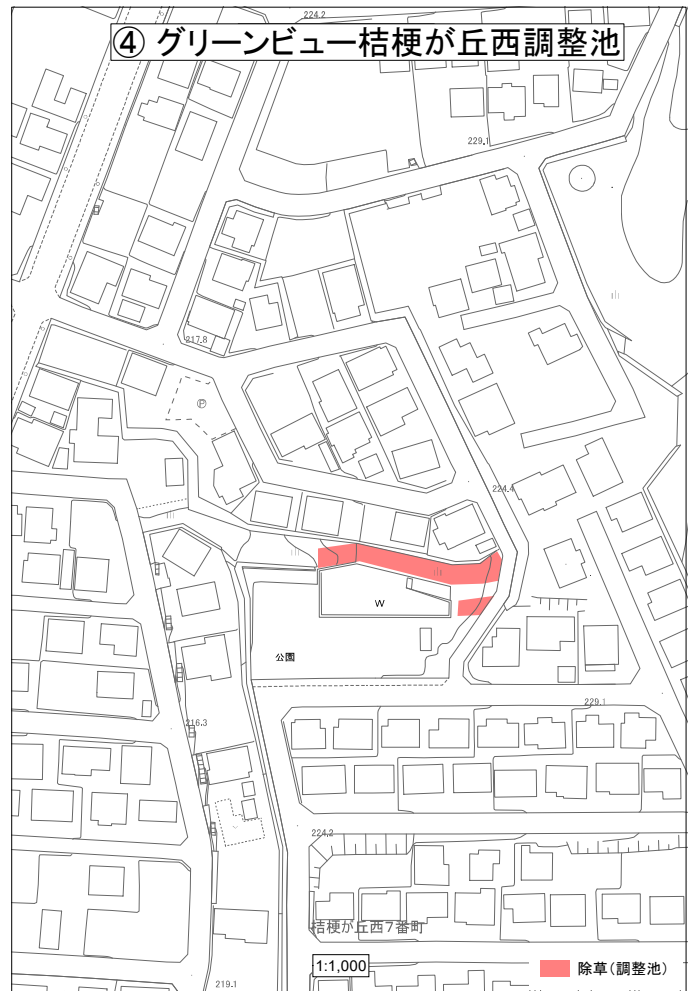 224.2
④ グリーンビュー桔梗が丘西調整池
229.1
217.8
P
224.4
W
公園
229.1
216.3
224.2
桔梗が丘西7番町
1:1,000
除草(調整池)
219.1